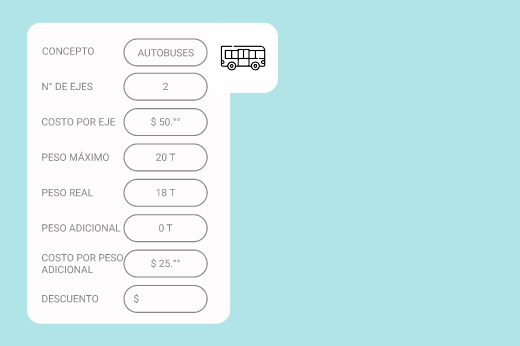 CONCEPTO AUTOBUSES
N° DE EJES 2
COSTO POR EJE $ 50.°°
PESO MÁXIMO 20 T
PESO REAL 18 T
PESO ADICIONAL 0 T
COSTO POR PESO
ADICIONAL $ 25.°°
DESCUENTO $